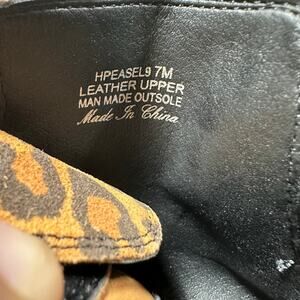 HPEASEL9 7M
LEATHER UPPER
MAN MADE OUTSOLE
Made In China